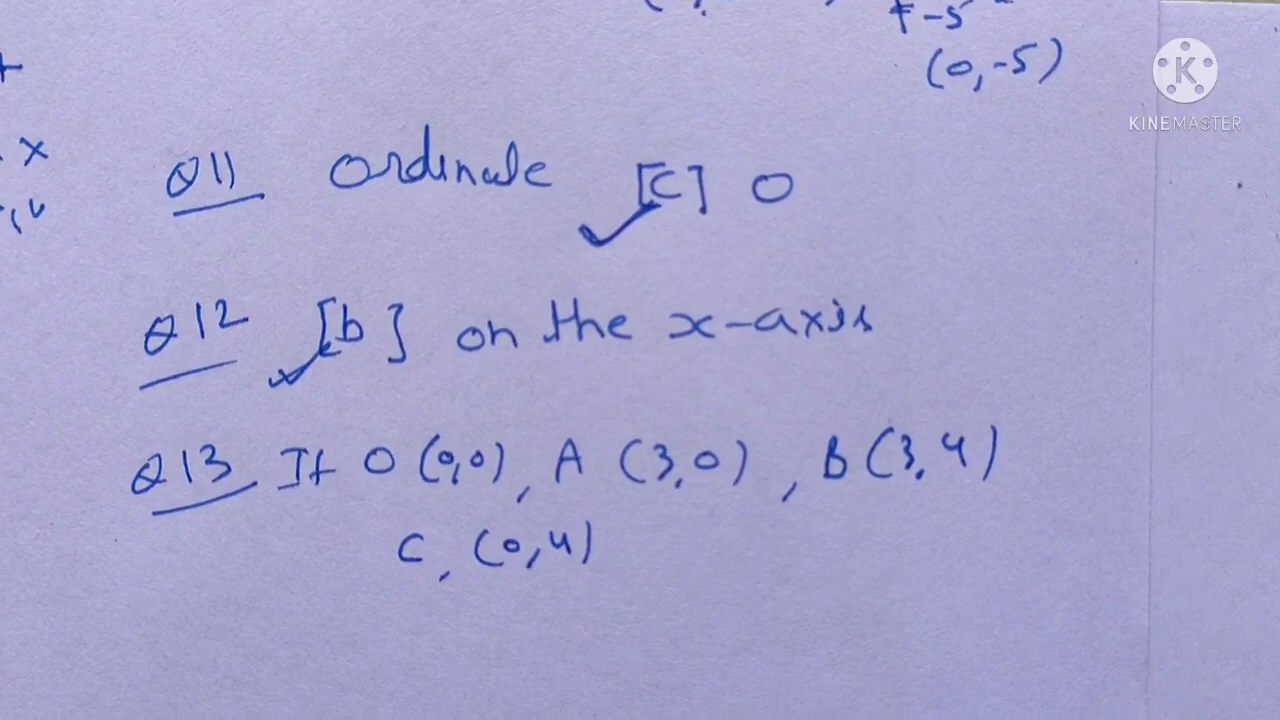 -5
(0,-5)
K
KINEMASTER
x
Q11 ordinate [c] 0
Q12 [b] on the x-axis
Q13 If O (0,0), A (3,0), B (3,4)
C, (0,4)